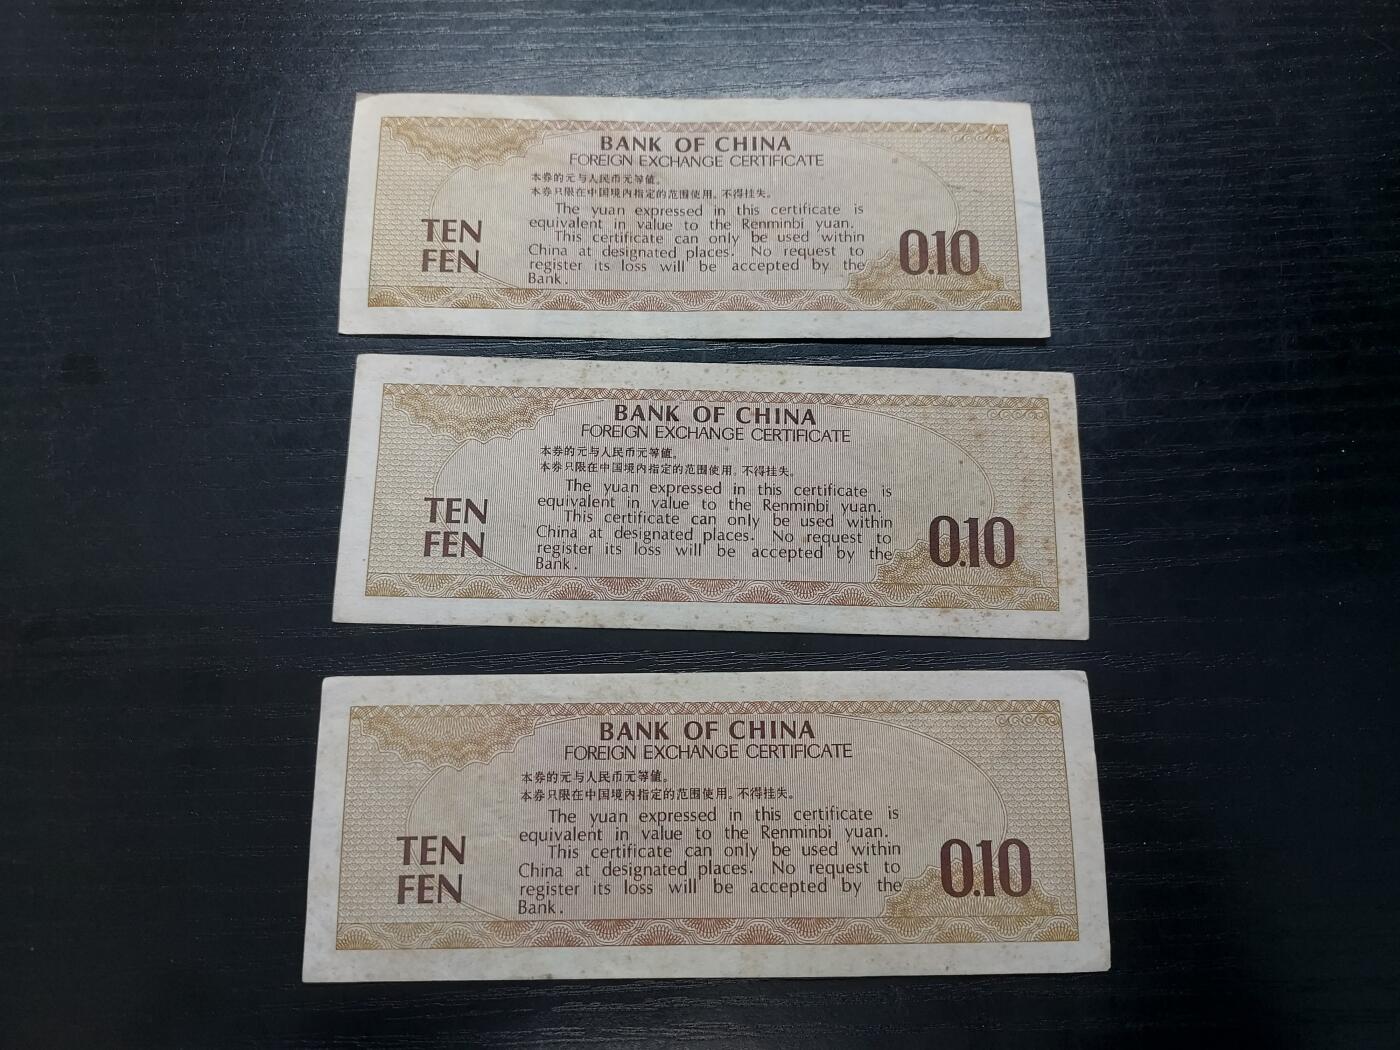 BANK OF CHINA
FOREIGN EXCHANGE CERTIFICATE
本券的元与人民币元等值。
本券只限在中国境内指定的范围使用。不得挂失。
The yuan expressed in this certificate is
equivalent in value to the Renminbi yuan.
This certificate can only be used within
China at designated places. No request to
register its loss will be accepted by the
Bank.
TEN
FEN
0.10
BANK OF CHINA
FOREIGN EXCHANGE CERTIFICATE
本券的元与人民币元等值。
本券只限在中国境内指定的范围使用。不得挂失。
The yuan expressed in this certificate is
equivalent in value to the Renminbi yuan.
This certificate can only be used within
China at designated places. No request to
register its loss will be accepted by the
Bank.
TEN
FEN
0.10
BANK OF CHINA
FOREIGN EXCHANGE CERTIFICATE
本券的元与人民币元等值。
本券只限在中国境内指定的范围使用。不得挂失。
The yuan expressed in this certificate is
equivalent in value to the Renminbi yuan.
This certificate can only be used within
China at designated places. No request to
register its loss will be accepted by the
Bank.
TEN
FEN
0.10